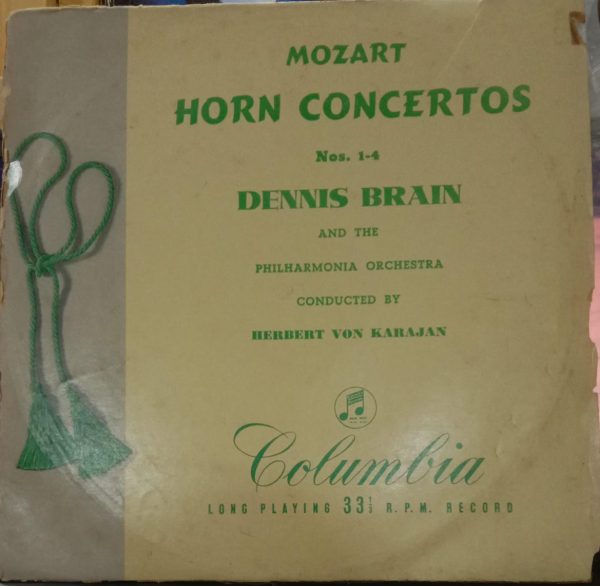 MOZART
HORN CONCERTOS
Nos. 1-4
DENNIS BRAIN
AND THE
PHILHARMONIA ORCHESTRA
CONDUCTED BY
HERBERT VON KARAJAN
Columbia
LONG PLAYING 33⅓ R.P.M. RECORD